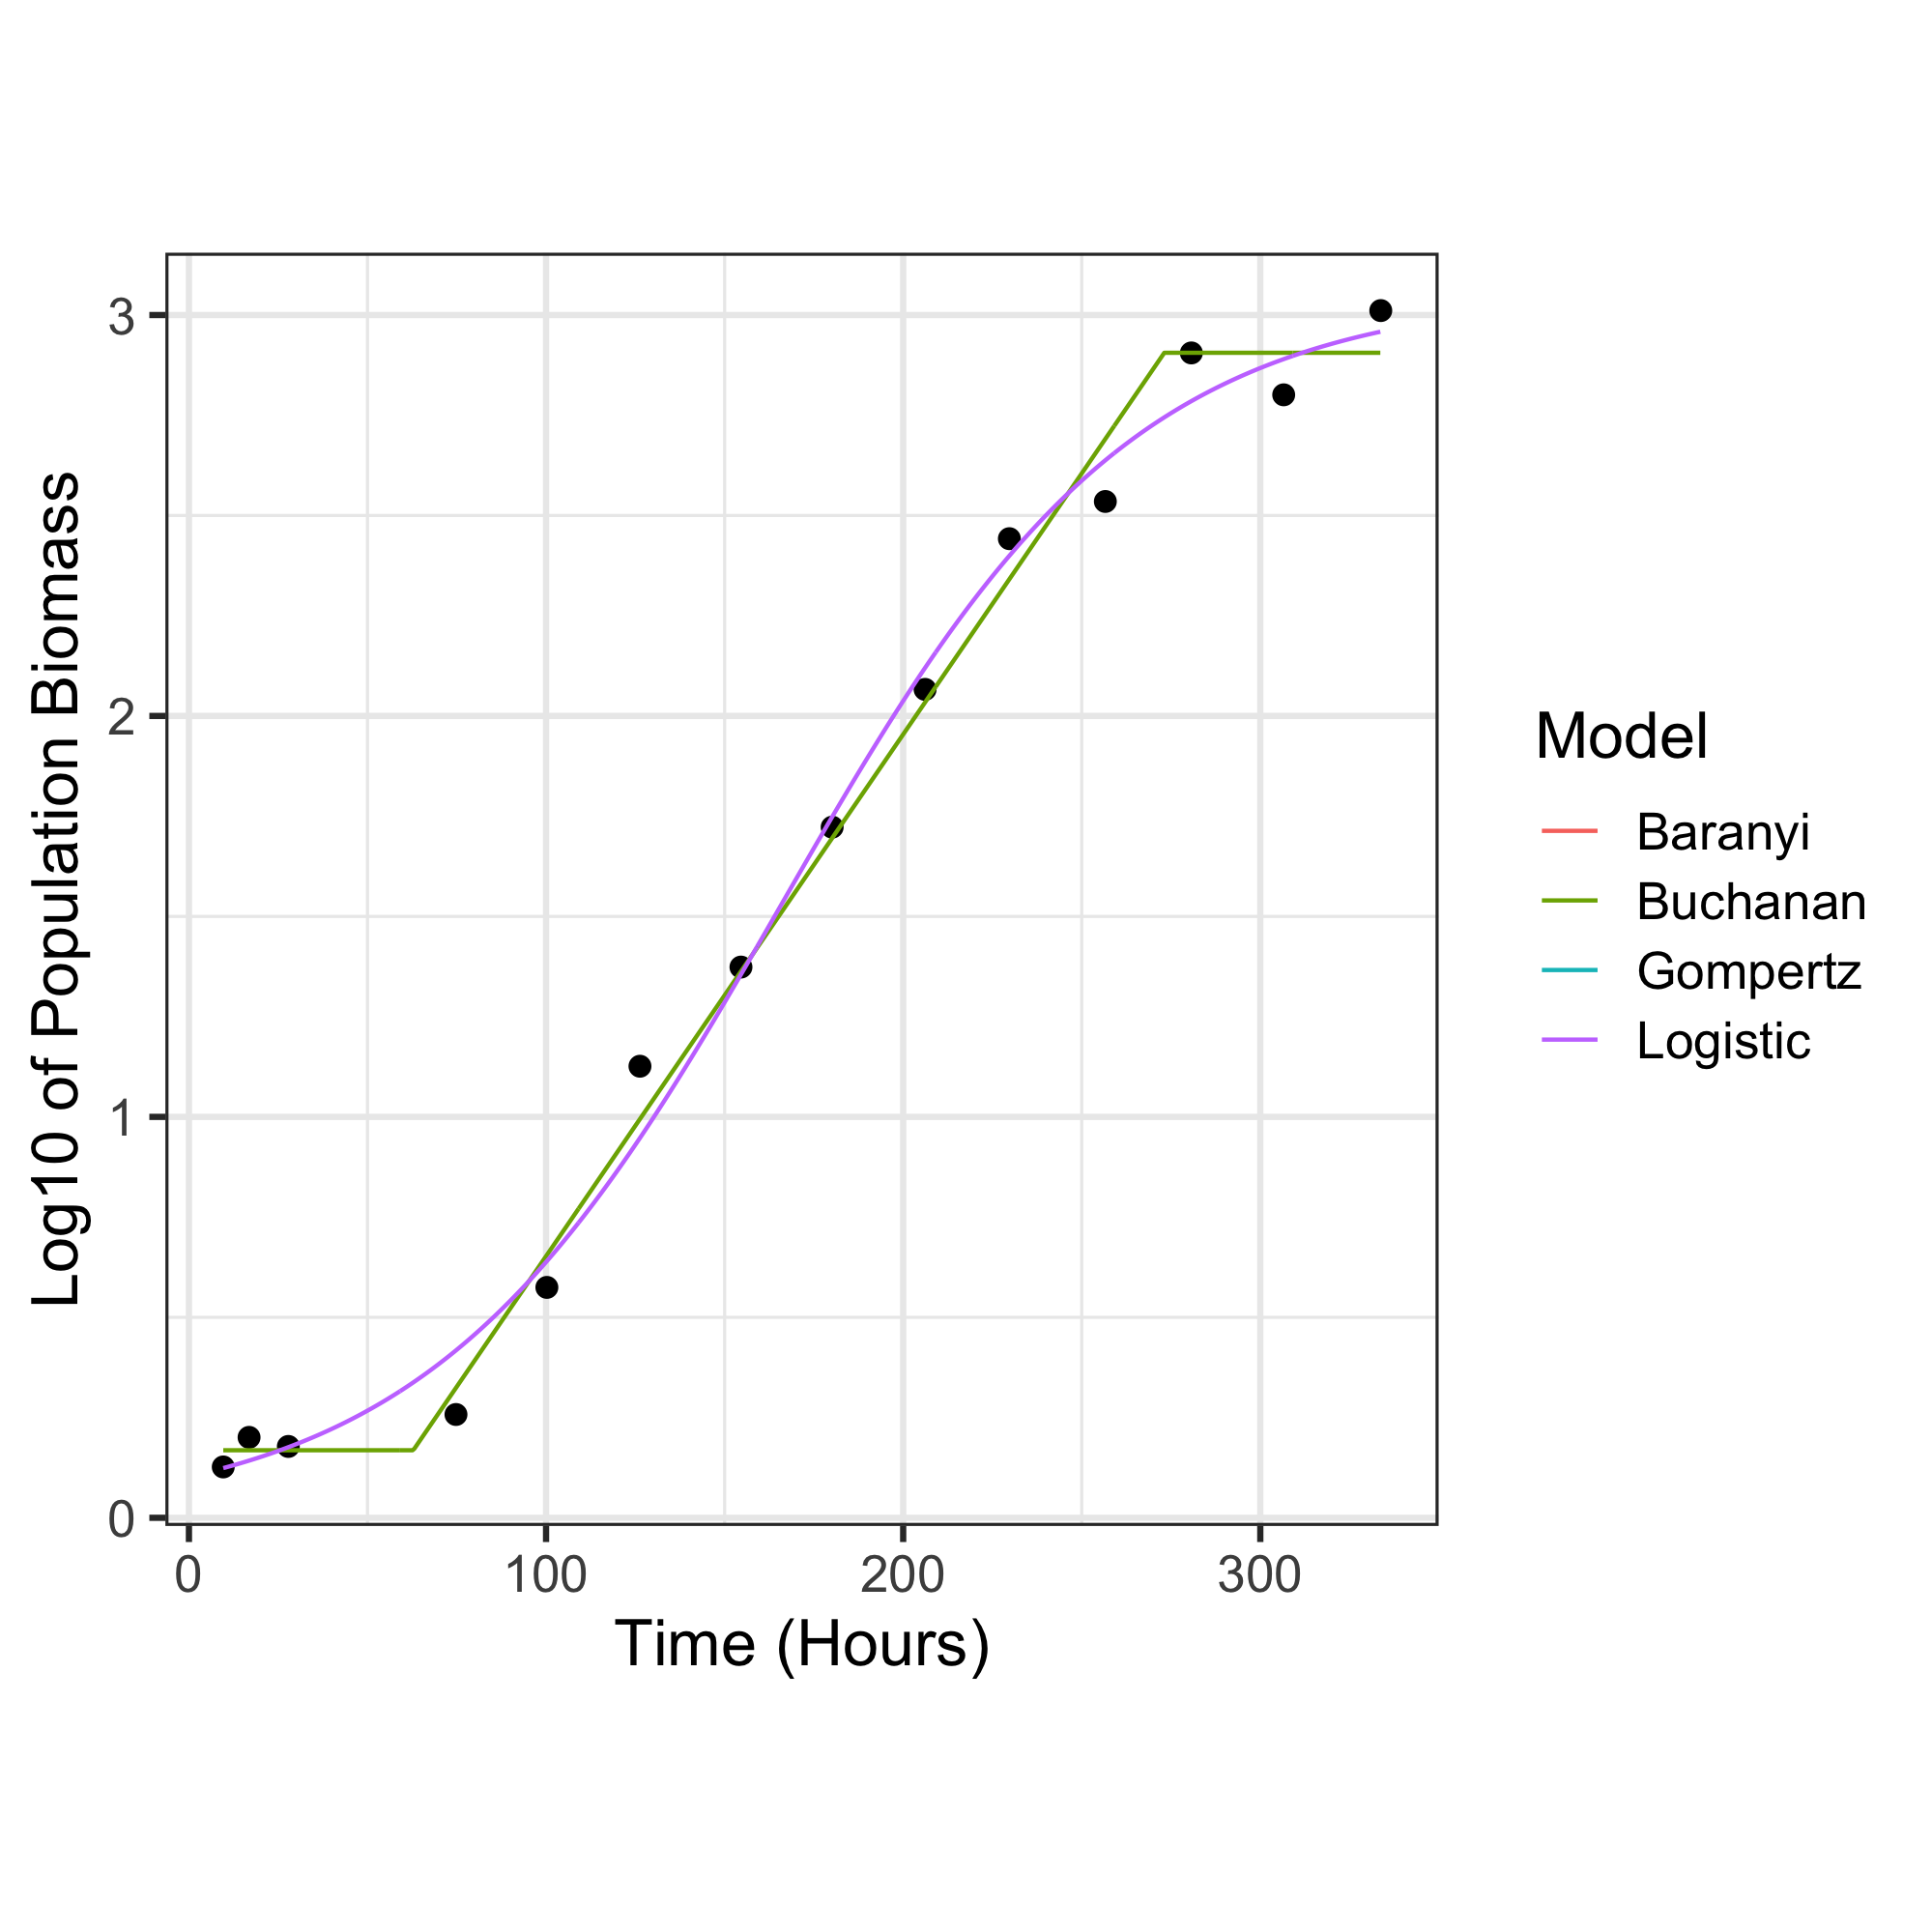 Log10 of Population Biomass
3
2
1
0
0 100 200 300
Time (Hours)
Model
Baranyi
Buchanan
Gompertz
Logistic